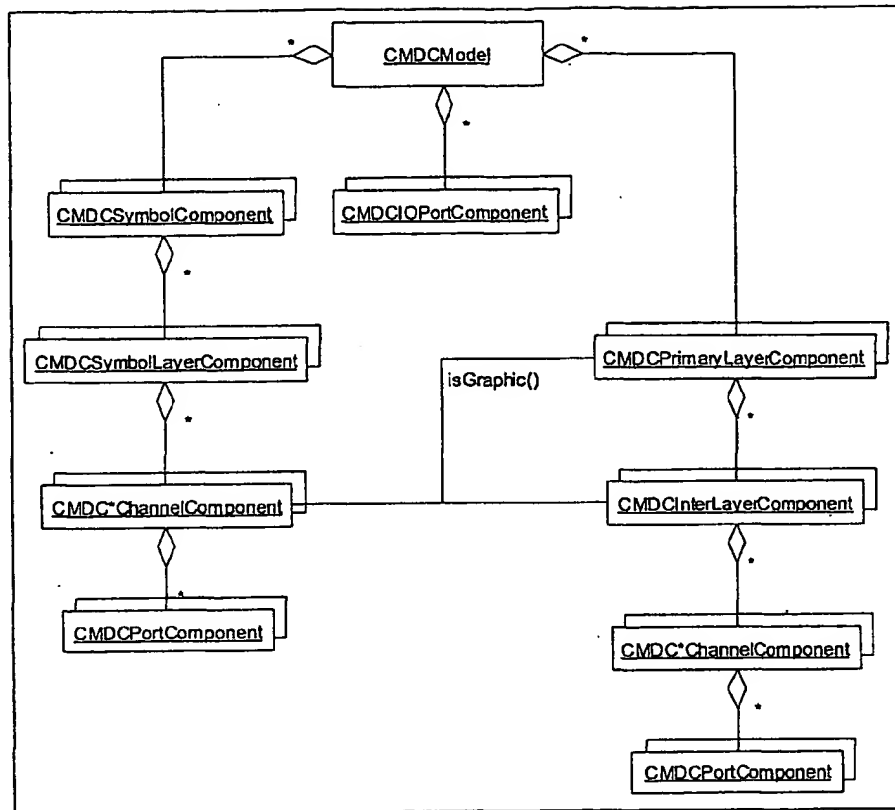 CMDCModel
*
*
*
CMDCSymbolComponent
CMDCIOPortComponent
*
CMDCSymbolLayerComponent
CMDCPrimaryLayerComponent
isGraphic()
*
*
CMDC*ChannelComponent
CMDCInterLayerComponent
*
*
CMDCPortComponent
CMDC*ChannelComponent
*
CMDCPortComponent